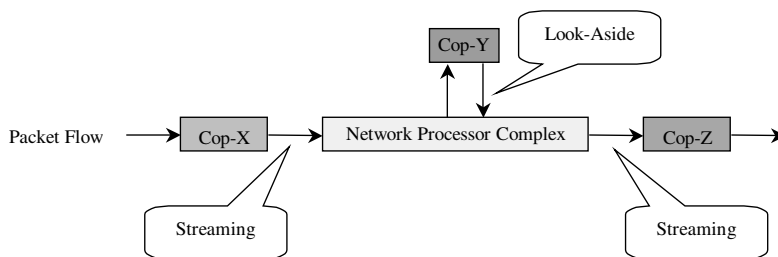 Look-Aside
Cop-Y
Packet Flow
Cop-X
Network Processor Complex
Cop-Z
Streaming
Streaming